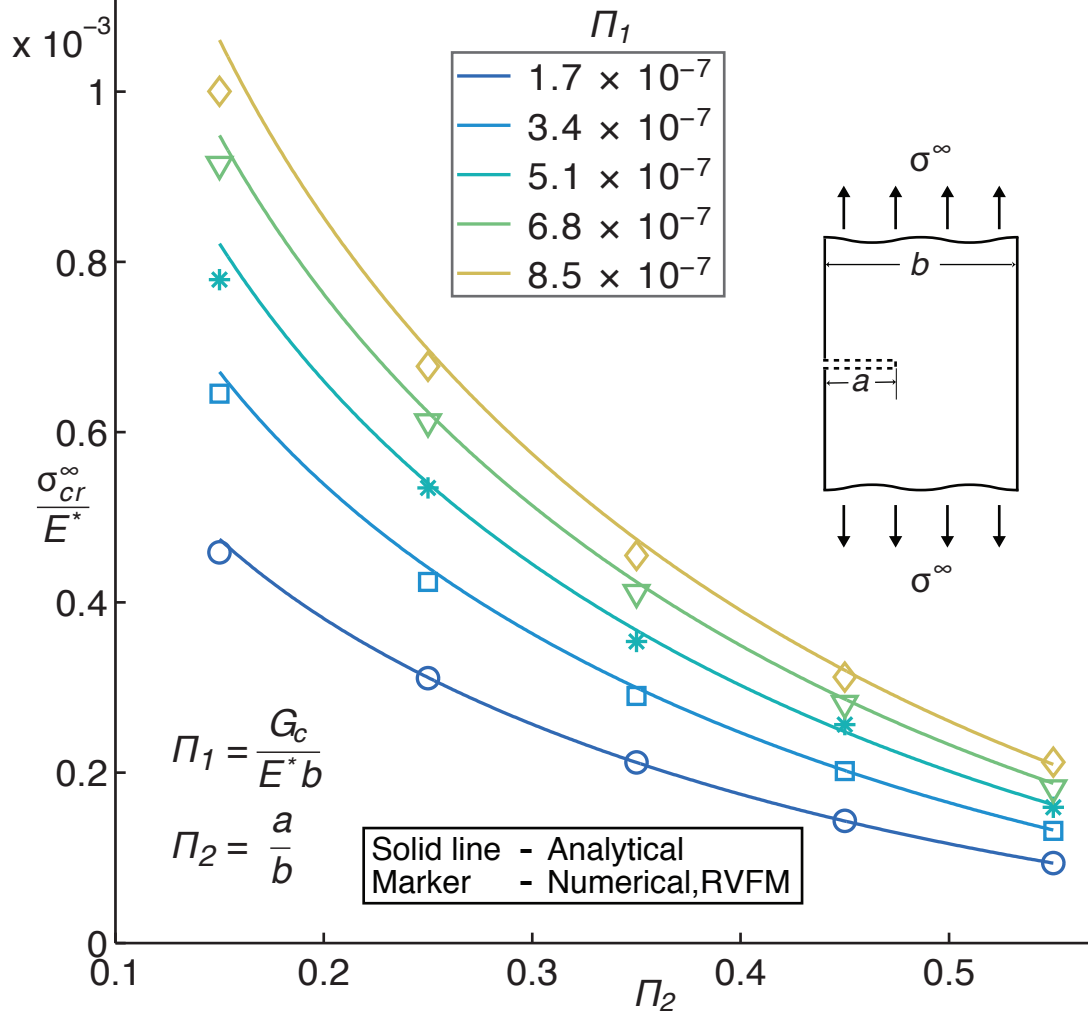 x 10⁻³
Π₁
1.7 × 10⁻⁷
3.4 × 10⁻⁷
5.1 × 10⁻⁷
6.8 × 10⁻⁷
8.5 × 10⁻⁷
1
0.8
0.6
0.4
0.2
0
σ∞cr
E*
σ∞
b
a
σ∞
Π₁ = Gc / E* b
Π₂ = a / b
Solid line - Analytical
Marker - Numerical,RVFM
0.1 0.2 0.3 0.4 0.5
Π₂